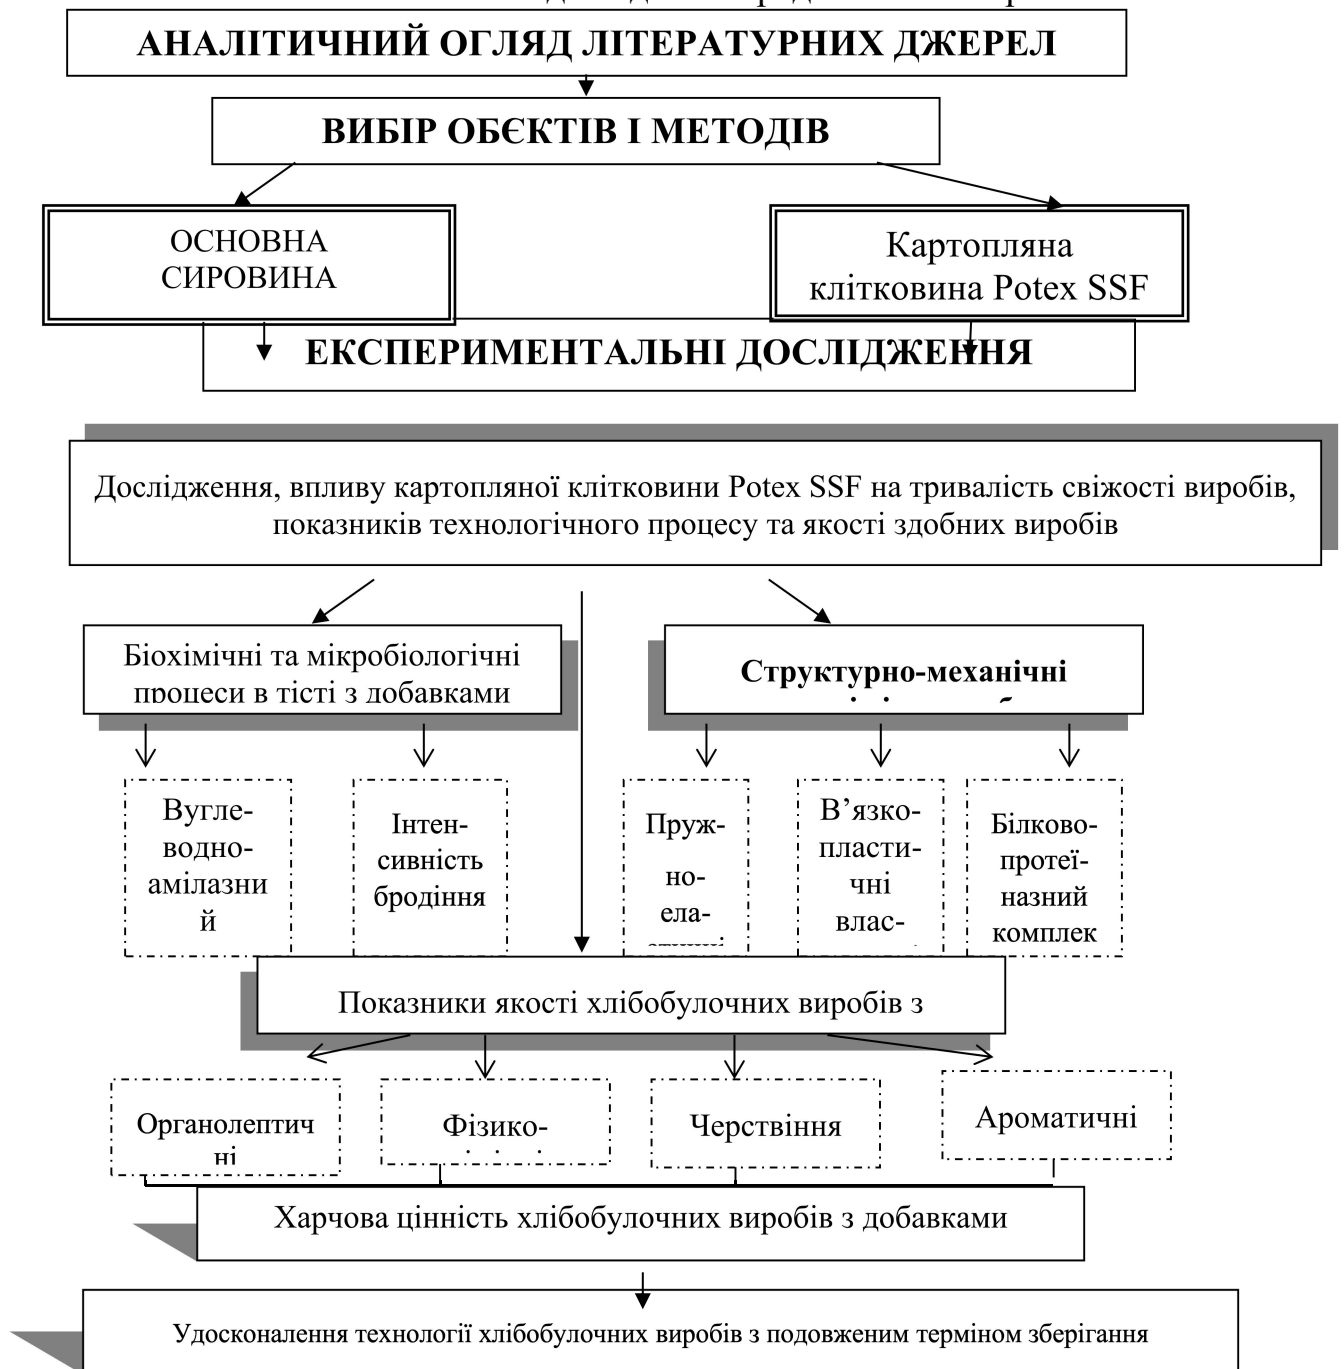 АНАЛІТИЧНИЙ ОГЛЯД ЛІТЕРАТУРНИХ ДЖЕРЕЛ
ВИБІР ОБЄКТІВ І МЕТОДІВ
ОСНОВНА
СИРОВИНА
Картопляна
клітковина Potex SSF
ЕКСПЕРИМЕНТАЛЬНІ ДОСЛІДЖЕННЯ
Дослідження, впливу картопляної клітковини Potex SSF на тривалість свіжості виробів,
показників технологічного процесу та якості здобних виробів
Біохімічні та мікробіологічні
процеси в тісті з добавками
Структурно-механічні
Вугле-
водно-
амілазни
й
Інтен-
сивність
бродіння
Пруж-
но-
ела-
В’язко-
пласти-
чні
влас-
Білково-
протеї-
назний
комплек
Показники якості хлібобулочних виробів з
Органолептич
ні
Фізико-
Черствіння
Ароматичні
Харчова цінність хлібобулочних виробів з добавками
Удосконалення технології хлібобулочних виробів з подовженим терміном зберігання